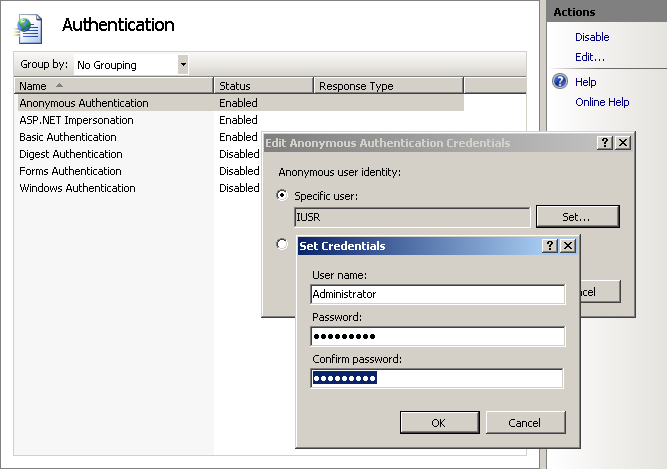 Authentication
Actions
Disable
Edit...
Help
Online Help
Group by: No Grouping
Name Status Response Type
Anonymous Authentication Enabled
ASP.NET Impersonation Enabled
Basic Authentication Enabled
Digest Authentication Disabled
Forms Authentication Disabled
Windows Authentication Disabled
Edit Anonymous Authentication Credentials
Anonymous user identity:
Specific user:
IUSR Set...
Set Credentials
User name:
Administrator
Password:
●●●●●●●●●
Confirm password:
●●●●●●●●●
OK Cancel